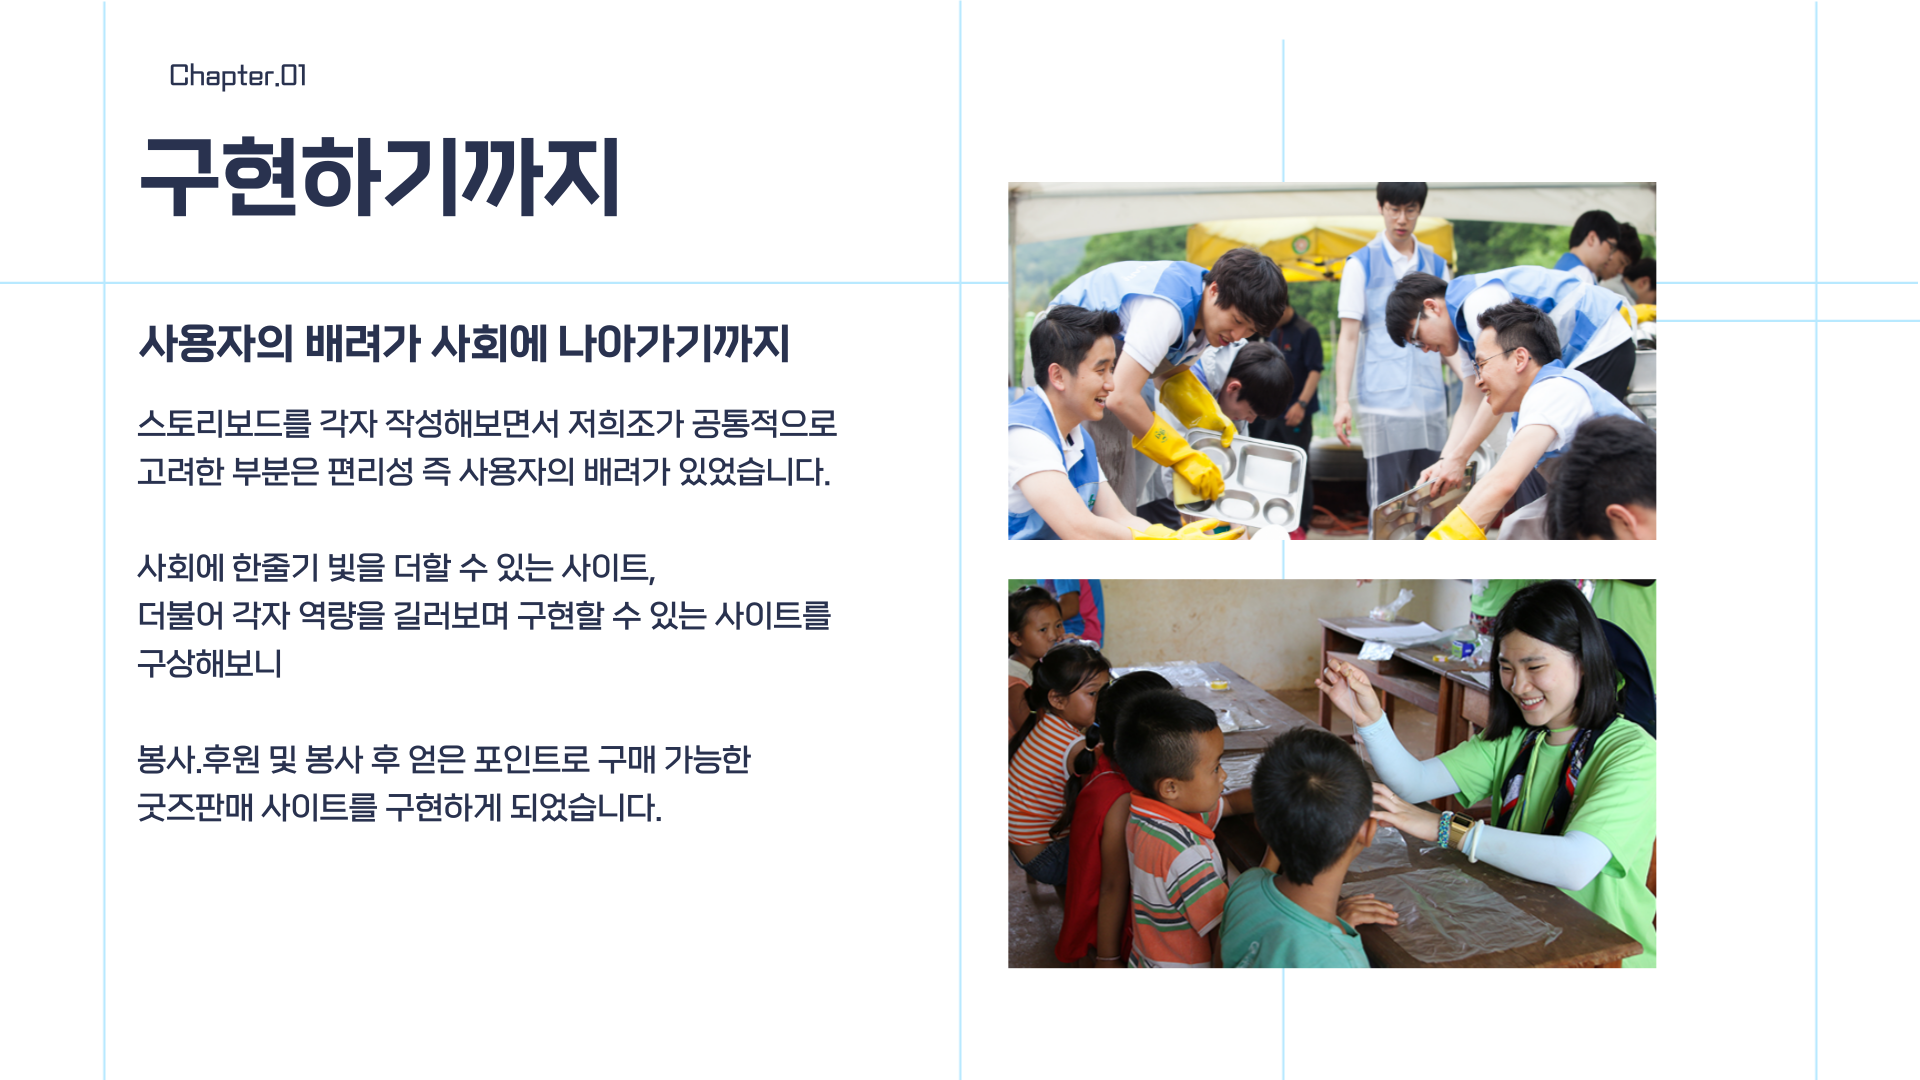 Chapter.01
구현하기까지
사용자의 배려가 사회에 나아가기까지
스토리보드를 각자 작성해보면서 저희조가 공통적으로
고려한 부분은 편리성 즉 사용자의 배려가 있었습니다.
사회에 한줄기 빛을 더할 수 있는 사이트,
더불어 각자 역량을 길러보며 구현할 수 있는 사이트를
구상해보니
봉사.후원 및 봉사 후 얻은 포인트로 구매 가능한
굿즈판매 사이트를 구현하게 되었습니다.